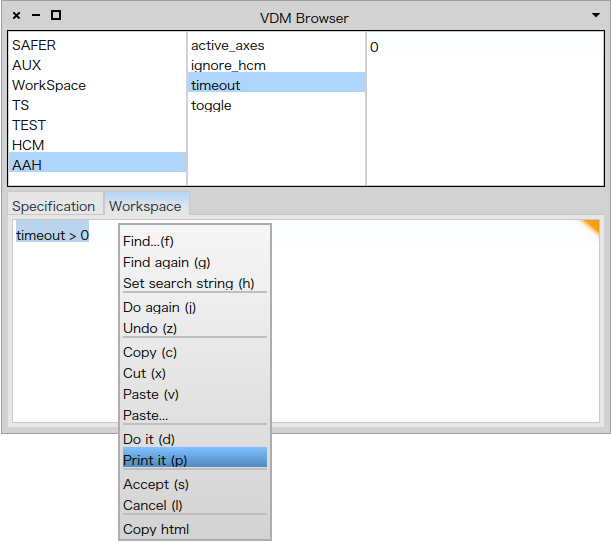 VDM Browser
SAFER
AUX
WorkSpace
TS
TEST
HCM
AAH
active_axes
ignore_hcm
timeout
toggle
0
Specification
Workspace
timeout > 0
Find...(f)
Find again (g)
Set search string (h)
Do again (j)
Undo (z)
Copy (c)
Cut (x)
Paste (v)
Paste...
Do it (d)
Print it (p)
Accept (s)
Cancel (l)
Copy html